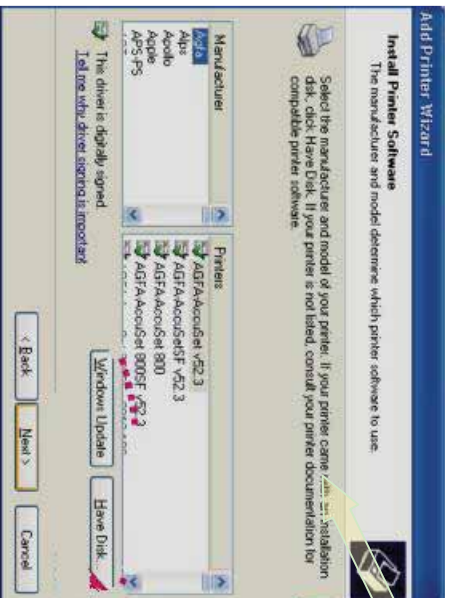 Add Printer Wizard
Install Printer Software
The manufacturer and model determine which printer software to use.
Select the manufacturer and model of your printer. If your printer came an installation
disk, click Have Disk. If your printer is not listed, consult your printer documentation for
compatible printer software.
Manufacturer
Agfa
Alps
Apollo
Apple
APS-PS
Printers
AGFA-AccuSet v52.3
AGFA-AccuSetSF v52.3
AGFA-AccuSet 800
AGFA-AccuSet 800SF v52.3
This driver is digitally signed.
Tell me why driver signing is important
Windows Update
Have Disk...
< Back
Next >
Cancel